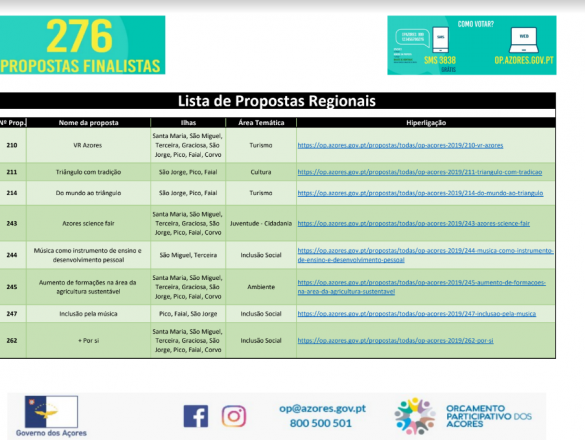 276
PROPOSTAS FINALISTAS
COMO VOTAR?
SMS
WEB
SMS 3838
OP.AZORES.GOV.PT
Lista de Propostas Regionais
Nº Prop. Nome da proposta Ilhas Área Temática Hiperligação
210 VR Azores Santa Maria, São Miguel, Terceira, Graciosa, São Jorge, Pico, Faial, Corvo Turismo https://op.azores.gov.pt/propostas/todas/op-acores-2019/210-vr-azores
211 Triângulo com tradição São Jorge, Pico, Faial Cultura https://op.azores.gov.pt/propostas/todas/op-acores-2019/211-triangulo-com-tradicao
214 Do mundo ao triângulo São Jorge, Pico, Faial Turismo https://op.azores.gov.pt/propostas/todas/op-acores-2019/214-do-mundo-ao-triangulo
243 Azores science fair Santa Maria, São Miguel, Terceira, Graciosa, São Jorge, Pico, Faial, Corvo Juventude - Cidadania https://op.azores.gov.pt/propostas/todas/op-acores-2019/243-azores-science-fair
244 Música como instrumento de ensino e desenvolvimento pessoal São Miguel, Terceira Inclusão Social https://op.azores.gov.pt/propostas/todas/op-acores-2019/244-musica-como-instrumento-de-ensino-e-desenvolvimento-pessoal
245 Aumento de formações na área da agricultura sustentável Santa Maria, São Miguel, Terceira, Graciosa, São Jorge, Pico, Faial, Corvo Ambiente https://op.azores.gov.pt/propostas/todas/op-acores-2019/245-aumento-de-formacoes-na-area-da-agricultura-sustentavel
247 Inclusão pela música Pico, Faial, São Jorge Inclusão Social https://op.azores.gov.pt/propostas/todas/op-acores-2019/247-inclusao-pela-musica
262 + Por si Santa Maria, São Miguel, Terceira, Graciosa, São Jorge, Pico, Faial, Corvo Inclusão Social https://op.azores.gov.pt/propostas/todas/op-acores-2019/262-por-si
Governo dos Açores
op@azores.gov.pt
800 500 501
ORÇAMENTO
PARTICIPATIVO DOS
AÇORES